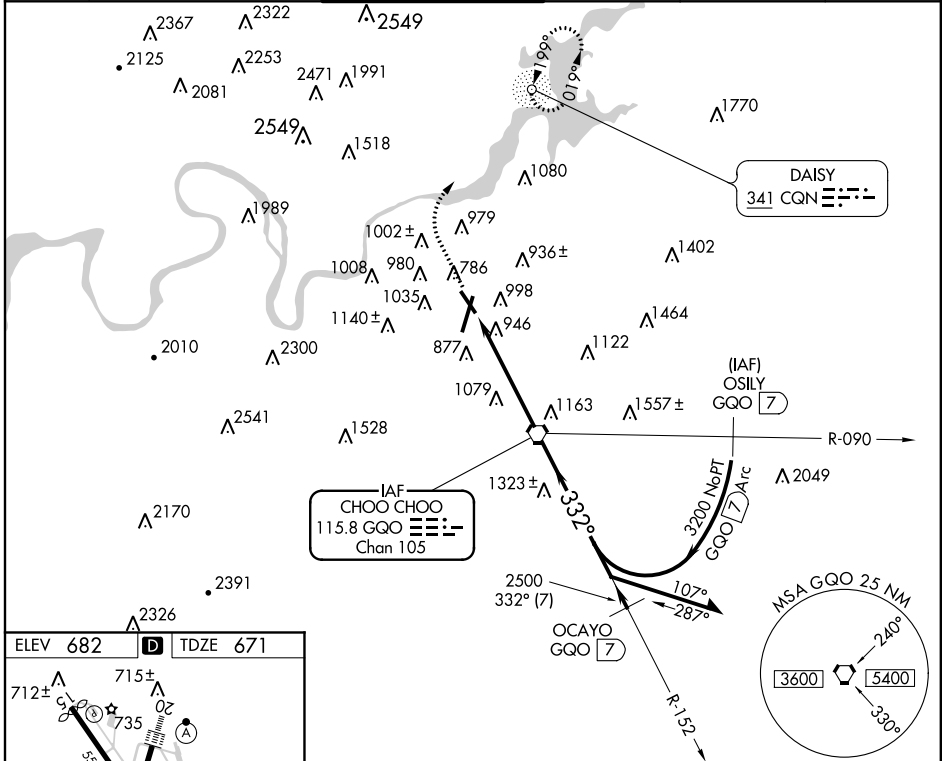 2367
2322
2549
2125
2253
2081
2471
1991
199°
019°
1770
2549
1518
1080
DAISY
341 CQN
1989
979
1002 ±
936 ±
1402
1008
980
786
998
1035
1464
1140 ±
946
877
1122
2010
2300
(IAF)
OSILY
GQO 7
1079
1163
1557 ±
R-090
2541
1528
2049
1323 ±
IAF
CHOO CHOO
115.8 GQO
Chan 105
332°
3200 NoPT
GQO 7 Arc
2170
2391
2500
332° (7)
107°
287°
OCAYO
GQO 7
R-152
MSA GQO 25 NM
240°
3600
5400
330°
2326
ELEV 682 D TDZE 671
712 ±
715 ±
20
735
P
A